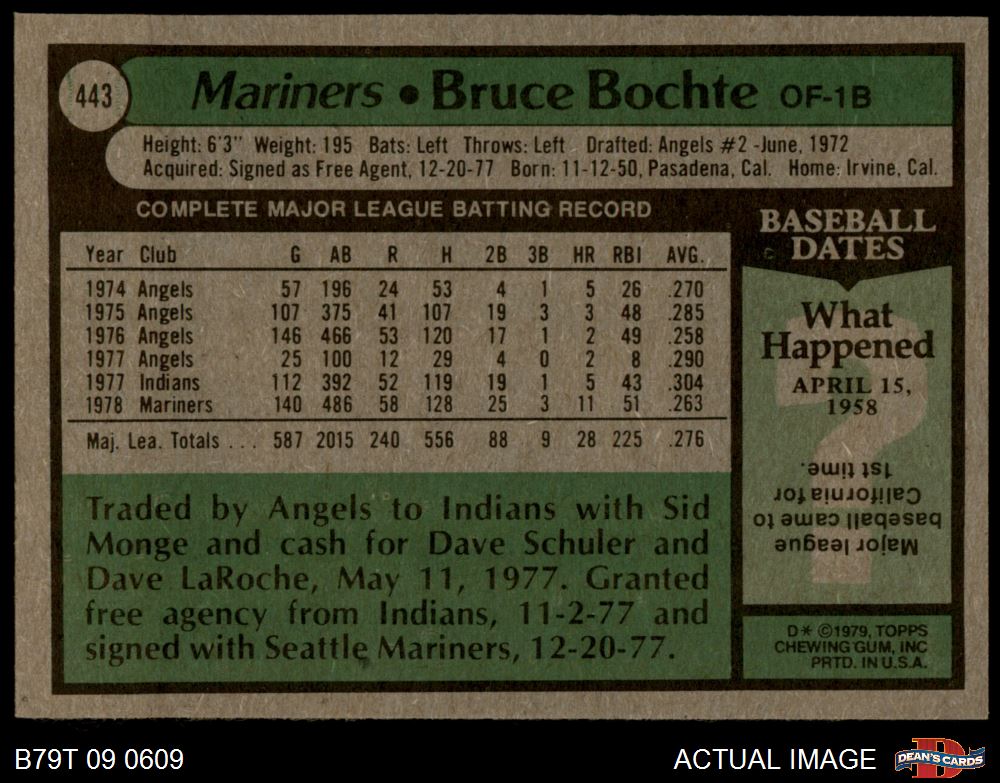 443
Mariners • Bruce Bochte OF-1B
Height: 6'3" Weight: 195 Bats: Left Throws: Left Drafted: Angels #2 -June, 1972
Acquired: Signed as Free Agent, 12-20-77 Born: 11-12-50, Pasadena, Cal. Home: Irvine, Cal.
COMPLETE MAJOR LEAGUE BATTING RECORD
Year Club G AB R H 2B 3B HR RBI AVG.
1974 Angels 57 196 24 53 4 1 5 26 .270
1975 Angels 107 375 41 107 19 3 3 48 .285
1976 Angels 146 466 53 120 17 1 2 49 .258
1977 Angels 25 100 12 29 4 0 2 8 .290
1977 Indians 112 392 52 119 19 1 5 43 .304
1978 Mariners 140 486 58 128 25 3 11 51 .263
Maj. Lea. Totals . . . 587 2015 240 556 88 9 28 225 .276
Traded by Angels to Indians with Sid
Monge and cash for Dave Schuler and
Dave LaRoche, May 11, 1977. Granted
free agency from Indians, 11-2-77 and
signed with Seattle Mariners, 12-20-77.
BASEBALL
DATES
What
Happened
APRIL 15,
1958
Major league
baseball came to
California for
1st time.
D* ©1979, TOPPS
CHEWING GUM, INC
PRTD. IN U.S.A.
B79T 09 0609
ACTUAL IMAGE
DEAN'S CARDS